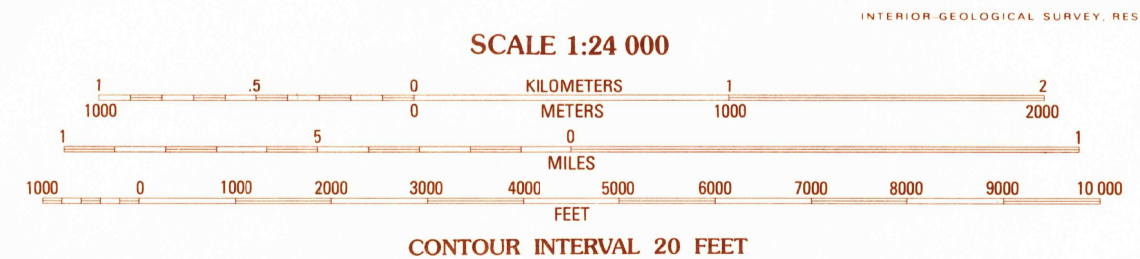 INTERIOR-GEOLOGICAL SURVEY, RES
SCALE 1:24 000
1 .5 0 KILOMETERS 1 2
1000 0 METERS 1000 2000
1 5 0 1
MILES
1000 0 1000 2000 3000 4000 5000 6000 7000 8000 9000 10 000
FEET
CONTOUR INTERVAL 20 FEET